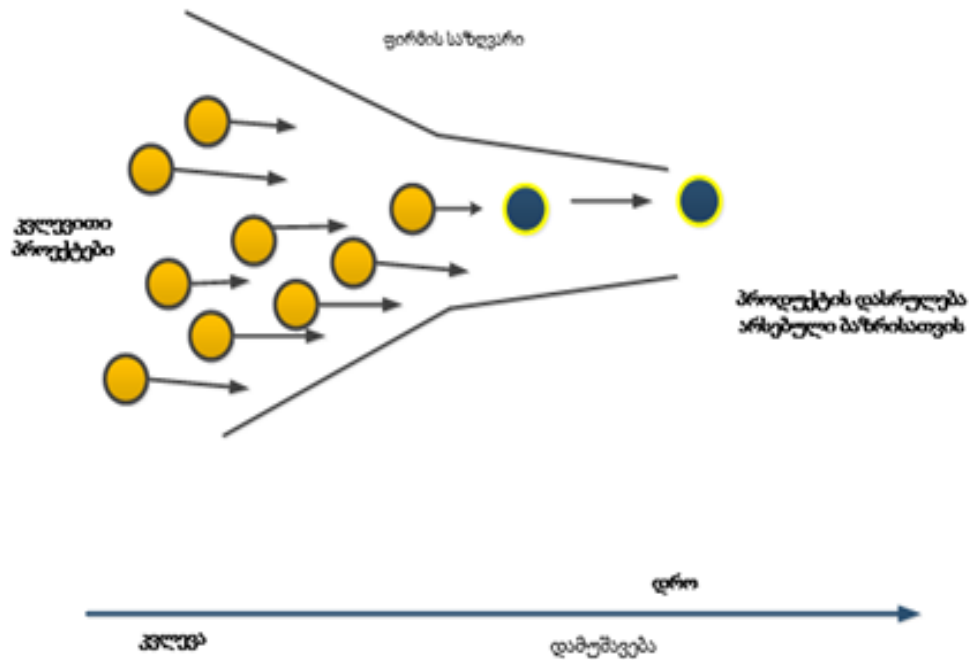 ფირმის საზღვარი
კვლევითი
პროექტები
პროდუქტის დასრულება
არსებული ბაზრისათვის
დრო
კვლევა
დამუშავება